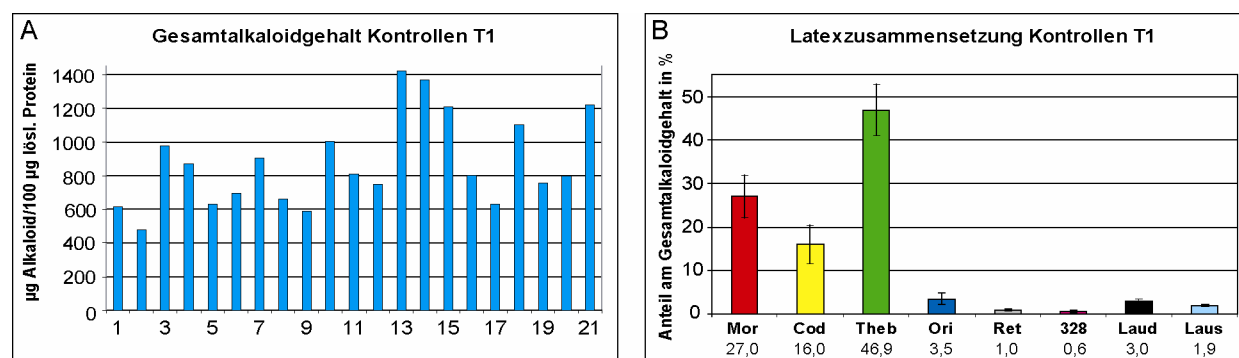 A
Gesamtalkaloidgehalt Kontrollen T1
µg Alkaloid/100 µg lösl. Protein
1400
1200
1000
800
600
400
200
0
1 3 5 7 9 11 13 15 17 19 21
B
Latexzusammensetzung Kontrollen T1
Anteil am Gesamtalkaloidgehalt in %
50
40
30
20
10
0
Mor Cod Theb Ori Ret 328 Laud Laus
27,0 16,0 46,9 3,5 1,0 0,6 3,0 1,9